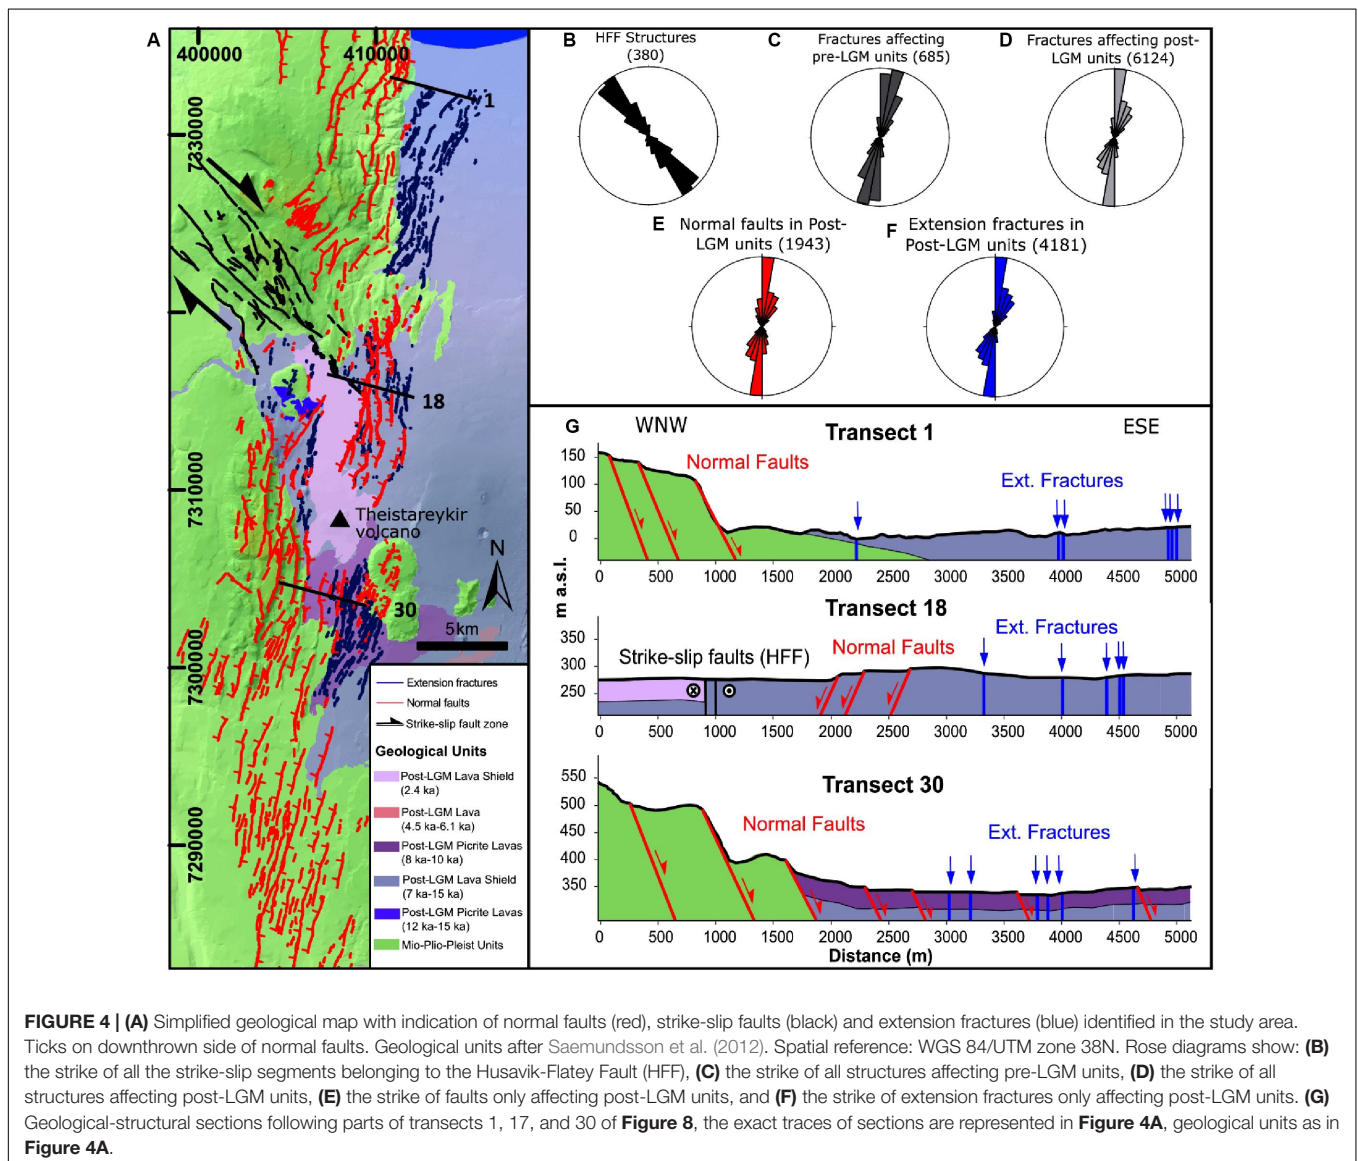 A
400000
410000
1
7330000
18
7310000
Theistareykir
volcano
N
30
5km
7300000
7290000
Extension fractures
Normal faults
Strike-slip fault zone
Geological Units
Post-LGM Lava Shield
(2.4 ka)
Post-LGM Lava
(4.5 ka-6.1 ka)
Post-LGM Picrite Lavas
(8 ka-10 ka)
Post-LGM Lava Shield
(7 ka-15 ka)
Post-LGM Picrite Lavas
(12 ka-15 ka)
Mio-Plio-Pleist Units
B
HFF Structures
(380)
C
Fractures affecting
pre-LGM units (685)
D
Fractures affecting post-
LGM units (6124)
E
Normal faults in Post-
LGM units (1943)
F
Extension fractures in
Post-LGM units (4181)
G
WNW
Transect 1
ESE
Normal Faults
Ext. Fractures
150
100
50
0
0 500 1000 1500 2000 2500 3000 3500 4000 4500 5000
m a.s.l.
Transect 18
Strike-slip faults (HFF)
Normal Faults
Ext. Fractures
350
300
250
0 500 1000 1500 2000 2500 3000 3500 4000 4500 5000
Transect 30
Normal Faults
Ext. Fractures
550
500
450
400
350
0 500 1000 1500 2000 2500 3000 3500 4000 4500 5000
Distance (m)
FIGURE 4 | (A) Simplified geological map with indication of normal faults (red), strike-slip faults (black) and extension fractures (blue) identified in the study area.
Ticks on downthrown side of normal faults. Geological units after Saemundsson et al. (2012). Spatial reference: WGS 84/UTM zone 38N. Rose diagrams show: (B)
the strike of all the strike-slip segments belonging to the Husavik-Flatey Fault (HFF), (C) the strike of all structures affecting pre-LGM units, (D) the strike of all
structures affecting post-LGM units, (E) the strike of faults only affecting post-LGM units, and (F) the strike of extension fractures only affecting post-LGM units. (G)
Geological-structural sections following parts of transects 1, 17, and 30 of Figure 8, the exact traces of sections are represented in Figure 4A, geological units as in
Figure 4A.